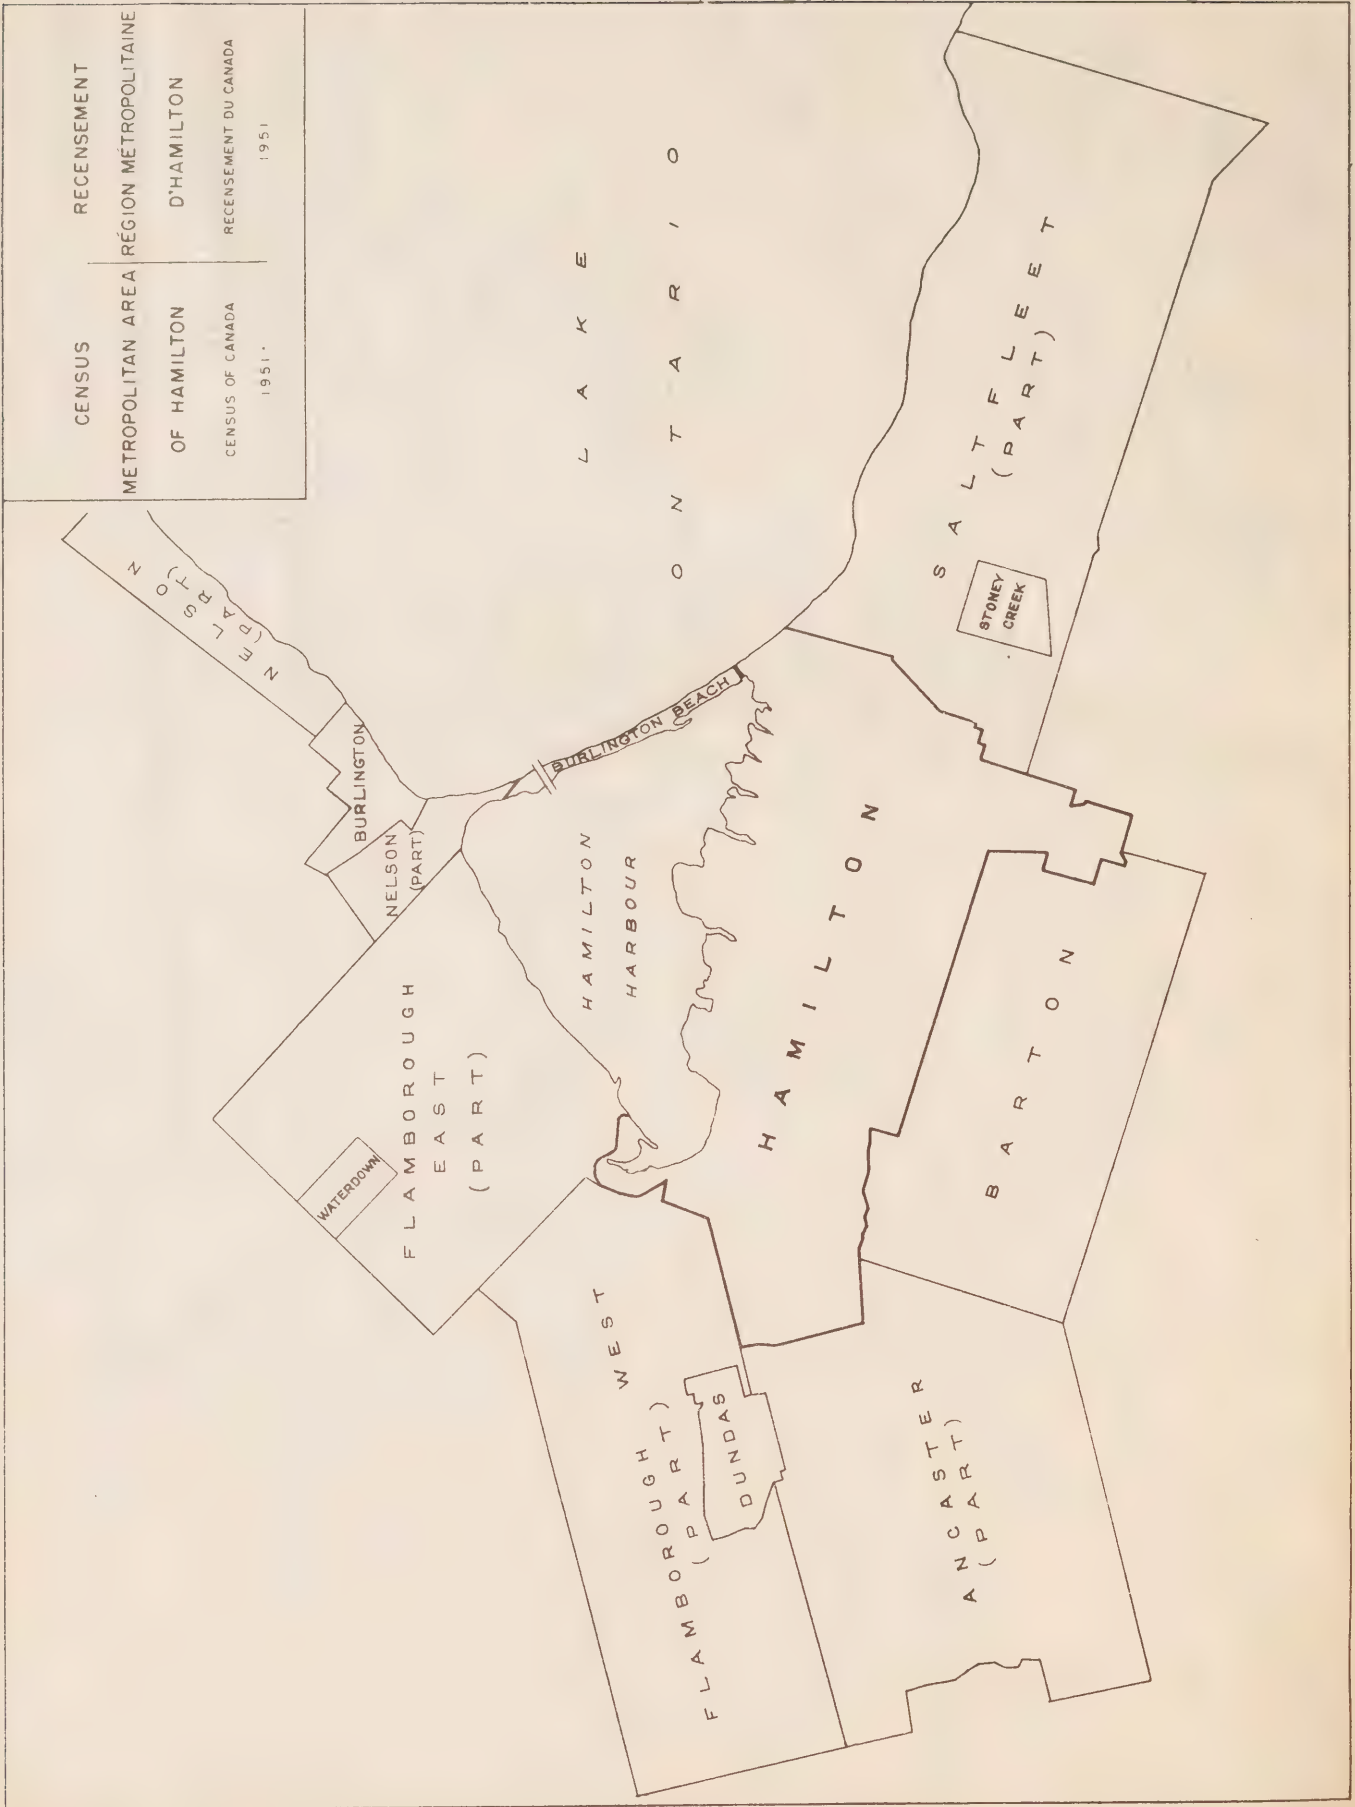 CENSUS
METROPOLITAN AREA
OF HAMILTON
CENSUS OF CANADA
1951.
RECENSEMENT
RÉGION MÉTROPOLITAINE
D'HAMILTON
RECENSEMENT DU CANADA
1951
NELSON
(PART)
BURLINGTON
NELSON
(PART)
LAKE
ONTARIO
BURLINGTON BEACH
HAMILTON
HARBOUR
FLAMBOROUGH
EAST
(PART)
WATERDOWN
FLAMBOROUGH WEST
(PART)
DUNDAS
HAMILTON
SALTFLEET
(PART)
STONEY
CREEK
BARTON
ANCASTER
(PART)